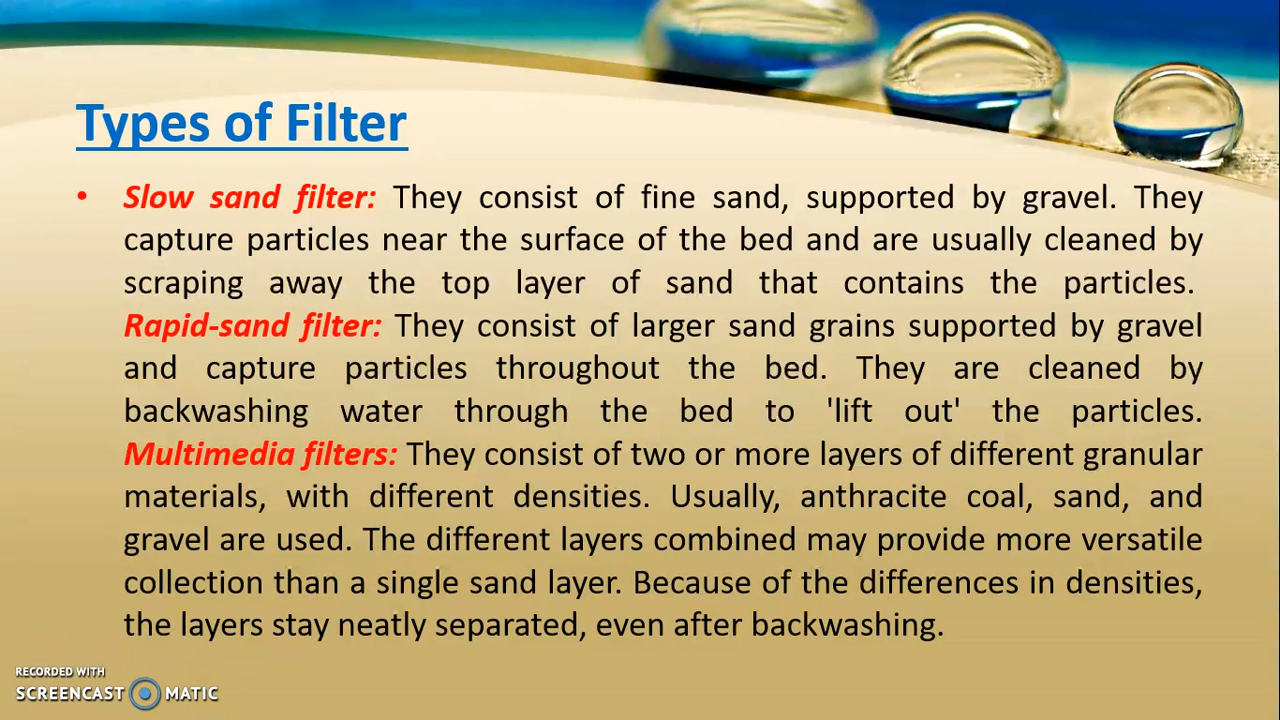 Types of Filter
• Slow sand filter: They consist of fine sand, supported by gravel. They
capture particles near the surface of the bed and are usually cleaned by
scraping away the top layer of sand that contains the particles.
Rapid-sand filter: They consist of larger sand grains supported by gravel
and capture particles throughout the bed. They are cleaned by
backwashing water through the bed to 'lift out' the particles.
Multimedia filters: They consist of two or more layers of different granular
materials, with different densities. Usually, anthracite coal, sand, and
gravel are used. The different layers combined may provide more versatile
collection than a single sand layer. Because of the differences in densities,
the layers stay neatly separated, even after backwashing.
RECORDED WITH
SCREENCAST MATIC